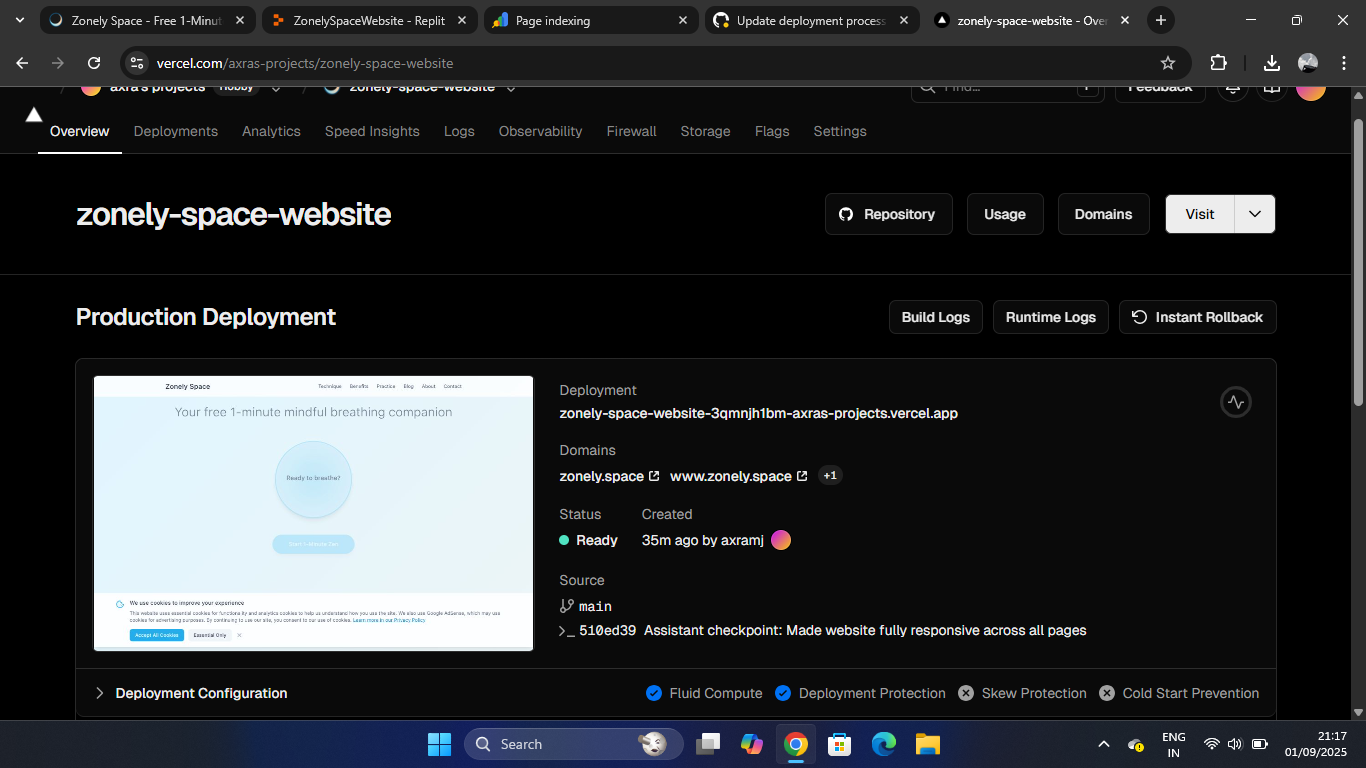 Zonely Space - Free 1-Minut
ZonelySpaceWebsite - Replit
Page indexing
Update deployment process
zonely-space-website - Over
vercel.com/axras-projects/zonely-space-website
axra's projects
Hobby
zonely-space-website
Find...
F
Feedback
Overview
Deployments
Analytics
Speed Insights
Logs
Observability
Firewall
Storage
Flags
Settings
zonely-space-website
Repository
Usage
Domains
Visit
Production Deployment
Build Logs
Runtime Logs
Instant Rollback
Zonely Space
Technique Benefits Practice Blog About Contact
Your free 1-minute mindful breathing companion
Ready to breathe?
Start 1-Minute Zen
We use cookies to improve your experience
This website uses essential cookies for functionality and analytics cookies to help us understand how you use the site. We also use Google AdSense, which may use
cookies for advertising purposes. By continuing to use our site, you consent to our use of cookies. Learn more in our Privacy Policy
Accept All Cookies
Essential Only
Deployment
zonely-space-website-3qmnjh1bm-axras-projects.vercel.app
Domains
zonely.space
www.zonely.space
+1
Status
Created
Ready
35m ago by axramj
Source
main
510ed39 Assistant checkpoint: Made website fully responsive across all pages
Deployment Configuration
Fluid Compute
Deployment Protection
Skew Protection
Cold Start Prevention
Search
ENG
IN
21:17
01/09/2025